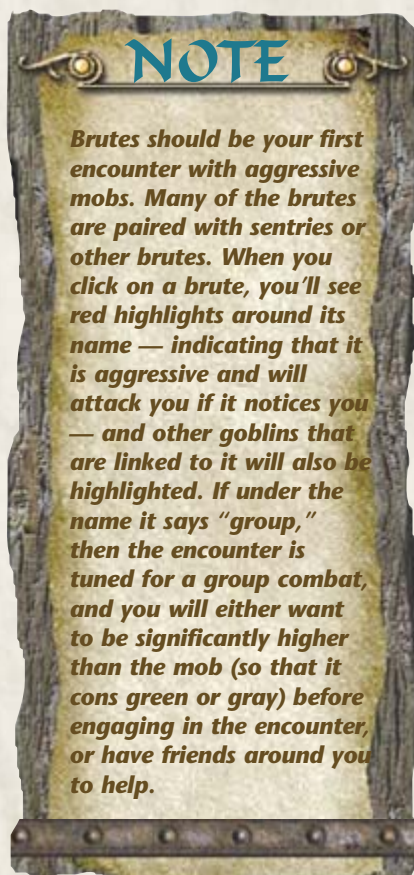 NOTE
Brutes should be your first
encounter with aggressive
mobs. Many of the brutes
are paired with sentries or
other brutes. When you
click on a brute, you’ll see
red highlights around its
name — indicating that it
is aggressive and will
attack you if it notices you
— and other goblins that
are linked to it will also be
highlighted. If under the
name it says “group,”
then the encounter is
tuned for a group combat,
and you will either want
to be significantly higher
than the mob (so that it
cons green or gray) before
engaging in the encounter,
or have friends around you
to help.